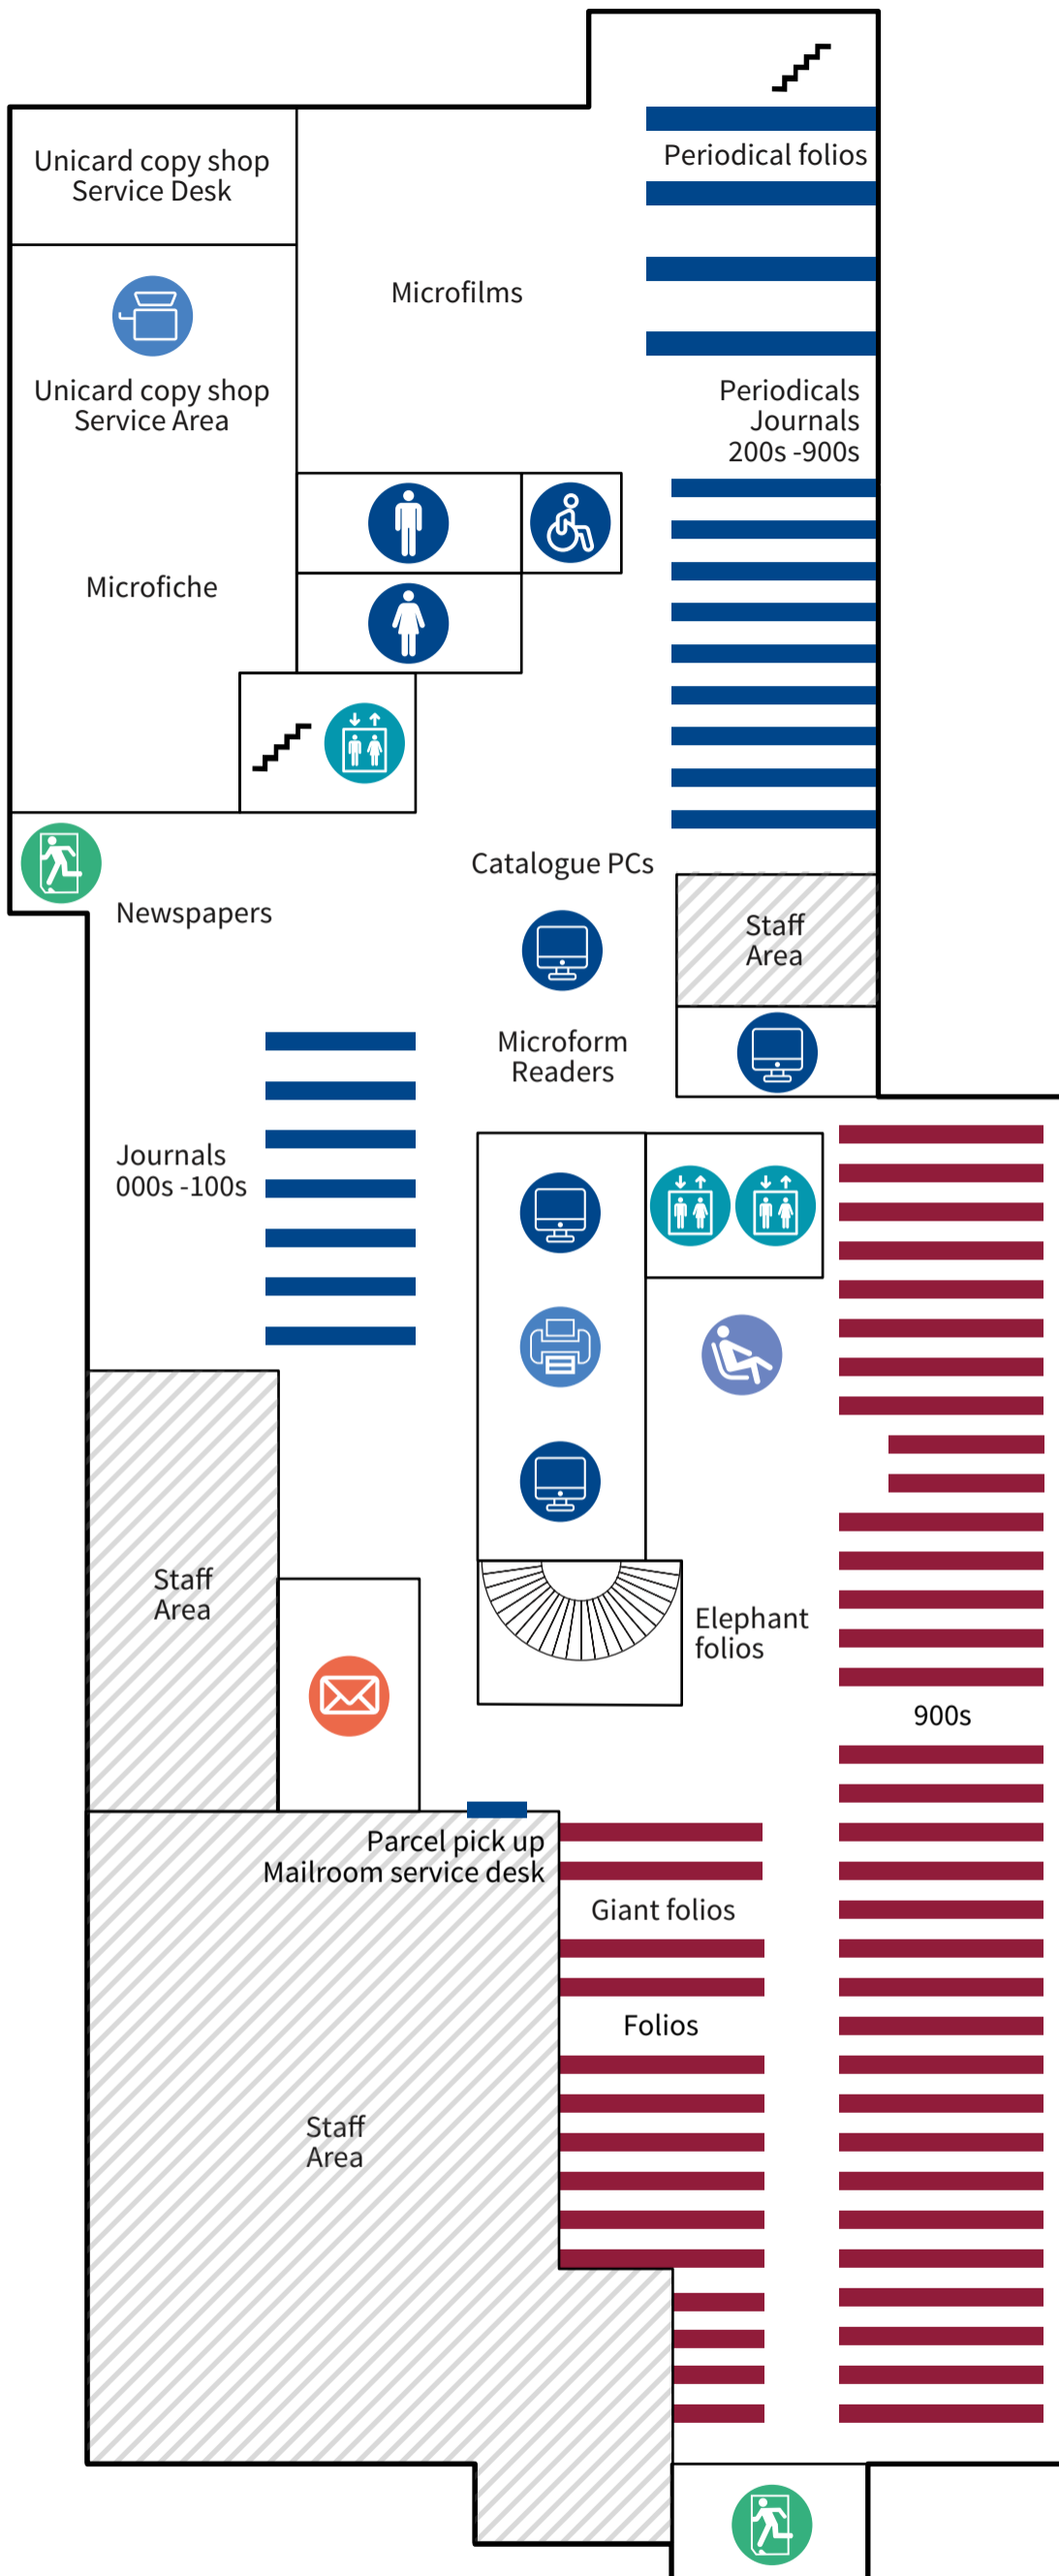 Unicard copy shop
Service Desk
Periodical folios
Microfilms
Unicard copy shop
Service Area
Periodicals
Journals
200s -900s
Microfiche
Catalogue PCs
Newspapers
Staff
Area
Microform
Readers
Journals
000s -100s
Staff
Area
Elephant
folios
900s
Parcel pick up
Mailroom service desk
Giant folios
Folios
Staff
Area